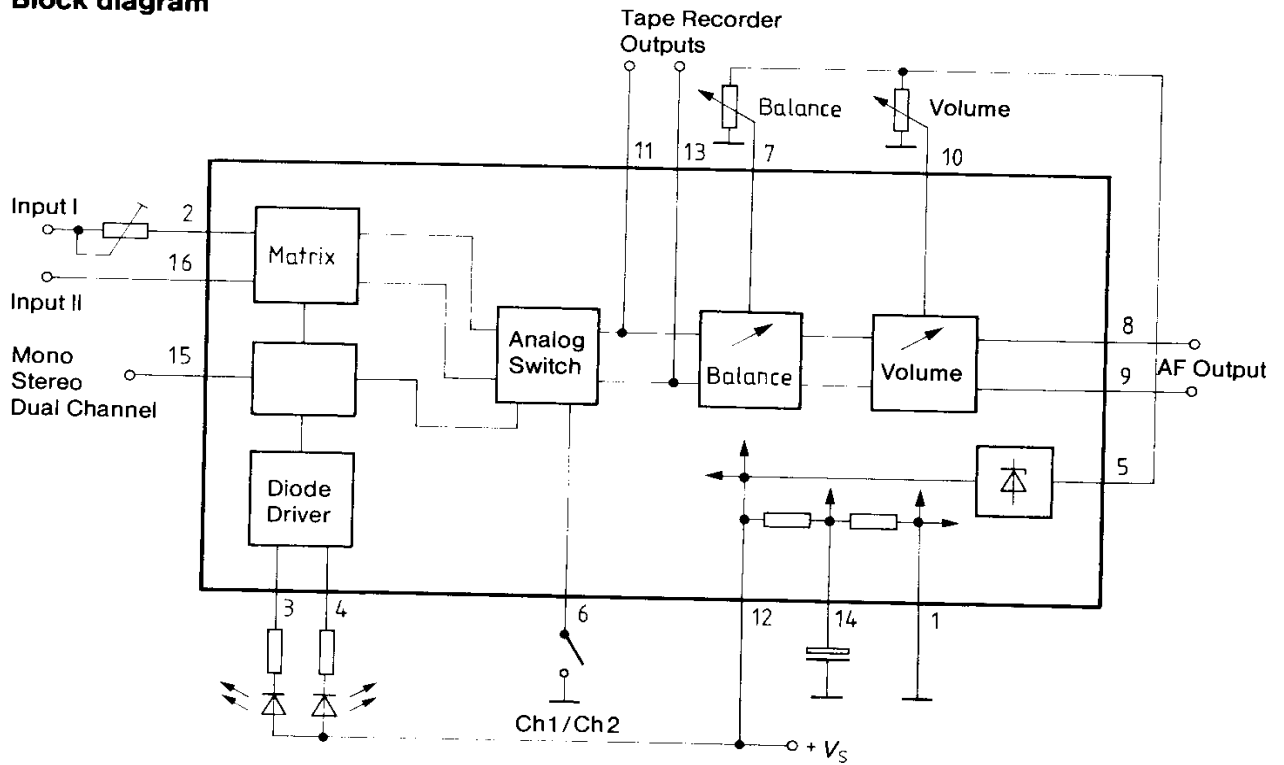 Block diagram
Tape Recorder
Outputs
Balance
Volume
11
13
7
10
Input I
2
Matrix
16
Input II
Mono
Stereo
Dual Channel
15
Analog
Switch
Balance
Volume
8
AF Output
9
5
Diode
Driver
3
4
6
12
14
1
Ch1/Ch2
+ VS